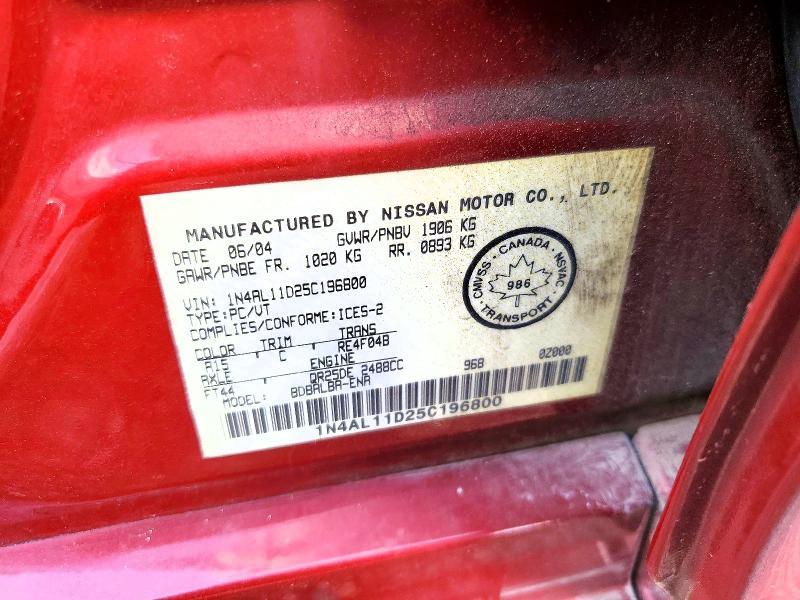 MANUFACTURED BY NISSAN MOTOR CO., LTD.
DATE 06/04 GVWR/PNBV 1906 KG
GAWR/PNBE FR. 1020 KG RR. 0893 KG
VIN: 1N4AL11D25C196800
TYPE:PC/VT
COMPLIES/CONFORME:ICES-2
COLOR TRIM TRANS
A15 C RE4F04B
AXLE ENGINE
FT44 QR25DE 2488CC 96B 0Z000
MODEL: BDBALBA-ENA
1N4AL11D25C196800
CMVSS · CANADA · NSVAC
986
· TRANSPORT ·